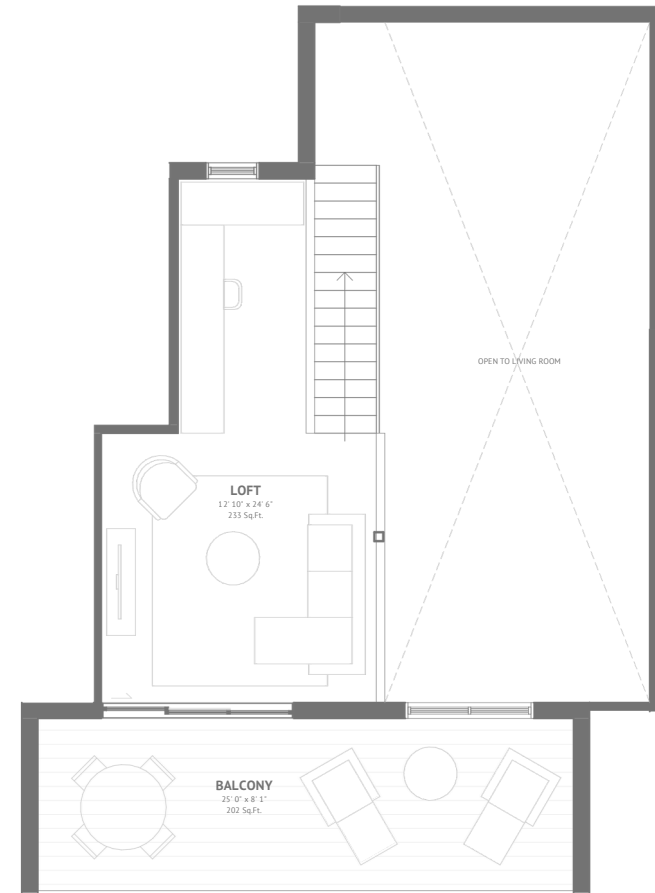 OPEN TO LIVING ROOM
LOFT
12' 10" x 24' 6"
233 Sq.Ft.
BALCONY
25' 0" x 8' 1"
202 Sq.Ft.